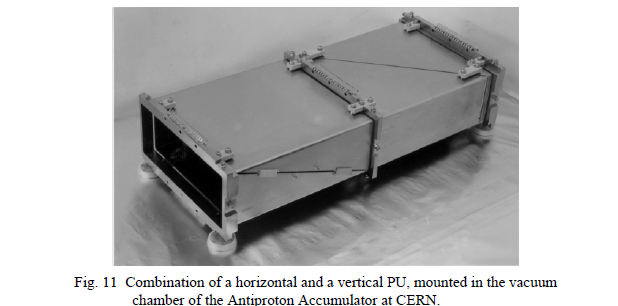 Fig. 11 Combination of a horizontal and a vertical PU, mounted in the vacuum
chamber of the Antiproton Accumulator at CERN.